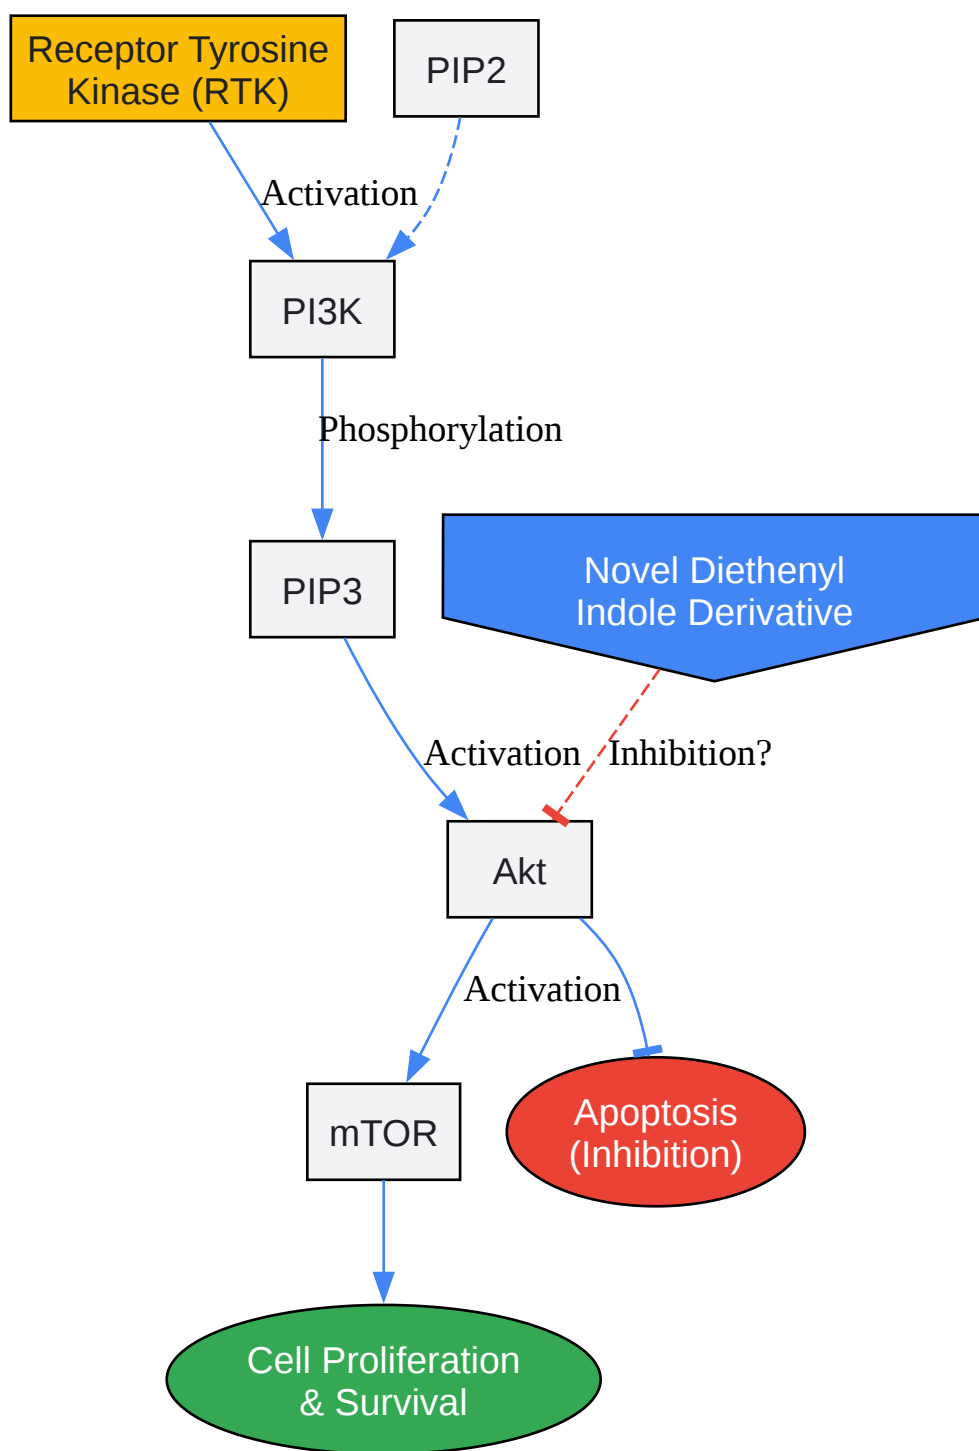 Receptor Tyrosine
Kinase (RTK)
PIP2
Activation
PI3K
Phosphorylation
PIP3
Novel Diethenyl
Indole Derivative
Activation
Inhibition?
Akt
Activation
mTOR
Apoptosis
(Inhibition)
Cell Proliferation
& Survival